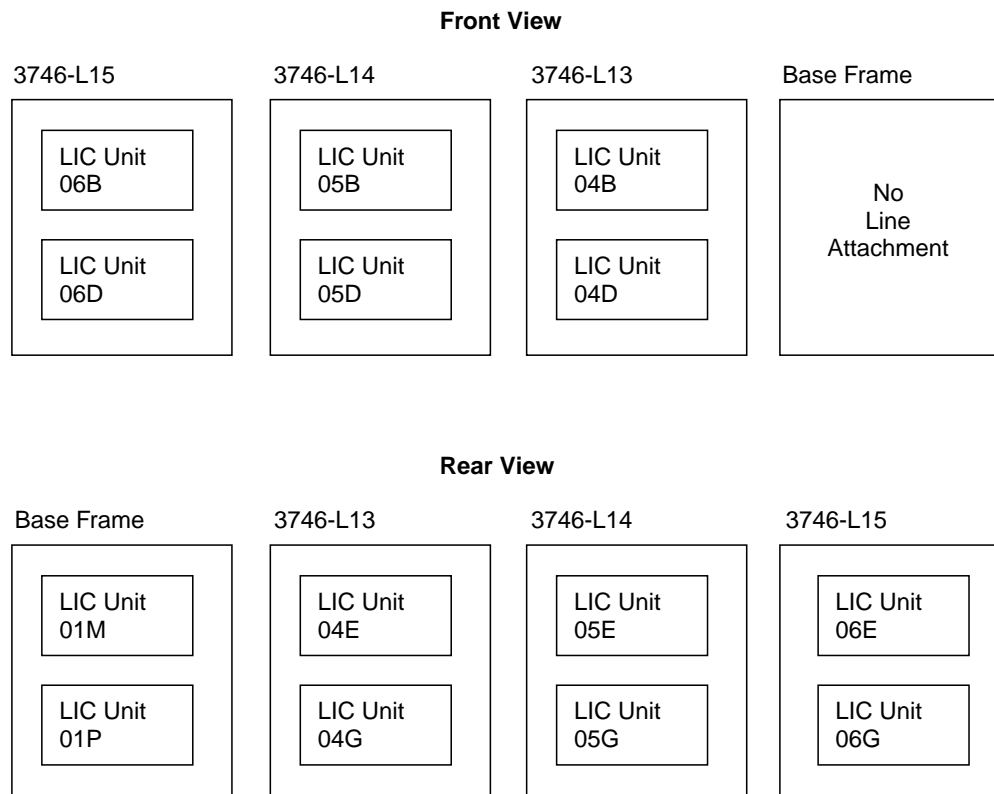 Front View
3746-L15
3746-L14
3746-L13
Base Frame
LIC Unit
06B
LIC Unit
05B
LIC Unit
04B
No
Line
Attachment
LIC Unit
06D
LIC Unit
05D
LIC Unit
04D
Rear View
Base Frame
3746-L13
3746-L14
3746-L15
LIC Unit
01M
LIC Unit
04E
LIC Unit
05E
LIC Unit
06E
LIC Unit
01P
LIC Unit
04G
LIC Unit
05G
LIC Unit
06G